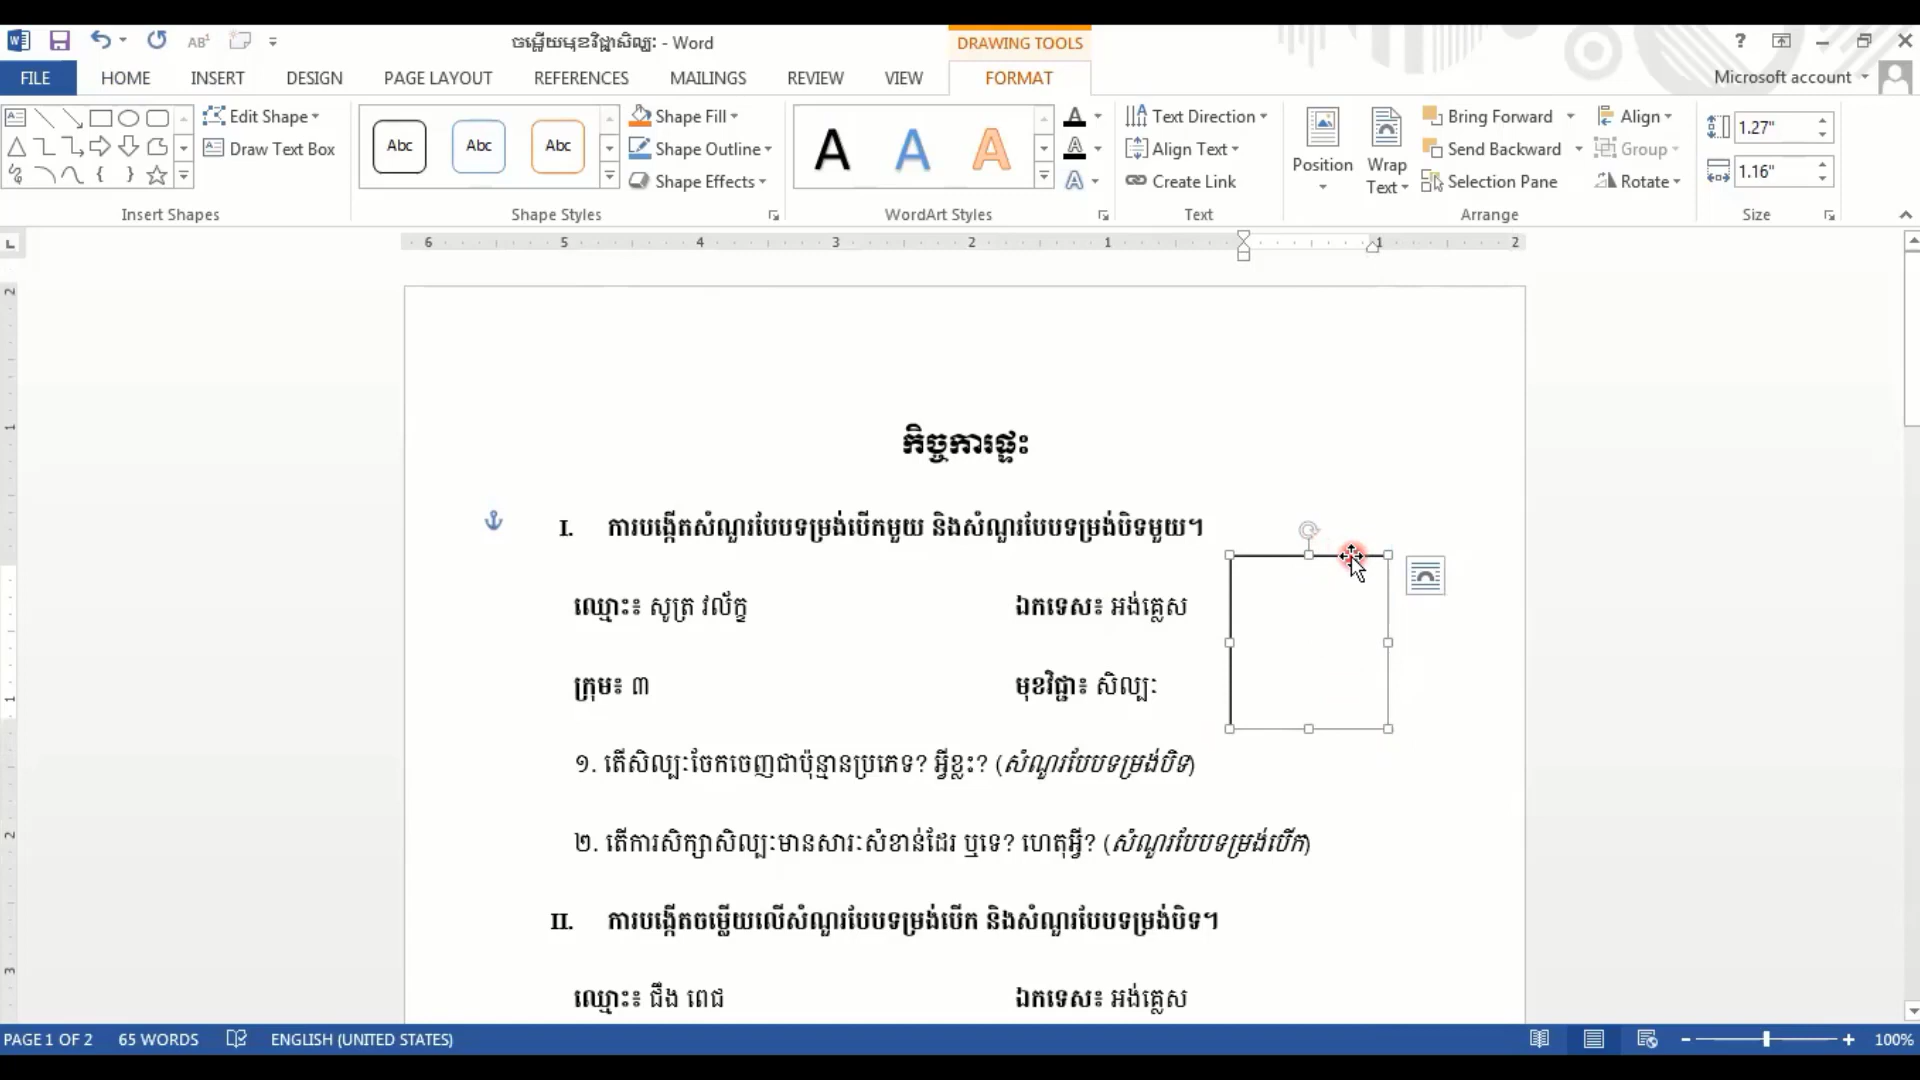 ចម្លើយមុខវិជ្ជាសិល្បៈ - Word
DRAWING TOOLS
?
FILE HOME INSERT DESIGN PAGE LAYOUT REFERENCES MAILINGS REVIEW VIEW FORMAT Microsoft account
Edit Shape
Draw Text Box
Insert Shapes
Abc Abc Abc
Shape Fill
Shape Outline
Shape Effects
Shape Styles
A A A
WordArt Styles
Text Direction
Align Text
Create Link
Text
Position
Wrap Text
Bring Forward
Send Backward
Selection Pane
Align
Group
Rotate
Arrange
1.27"
1.16"
Size
6 5 4 3 2 1 1 2
កិច្ចការផ្ទះ
I. ការបង្កើតសំណួរបែបទម្រង់បើកមួយ និងសំណួរបែបទម្រង់បិទមួយ។
ឈ្មោះ៖ សូត្រ វល័ក្ខ ឯកទេស៖ អង់គ្លេស
ក្រុម៖ ៣ មុខវិជ្ជា៖ សិល្បៈ
១. តើសិល្បៈចែកចេញជាប៉ុន្មានប្រភេទ? អ្វីខ្លះ? (សំណួរបែបទម្រង់បិទ)
២. តើការសិក្សាសិល្បៈមានសារៈសំខាន់ដែរ ឬទេ? ហេតុអ្វី? (សំណួរបែបទម្រង់បើក)
II. ការបង្កើតចម្លើយលើសំណួរបែបទម្រង់បើក និងសំណួរបែបទម្រង់បិទ។
ឈ្មោះ៖ ជឹង ពេជ ឯកទេស៖ អង់គ្លេស
PAGE 1 OF 2 65 WORDS ENGLISH (UNITED STATES) 100%